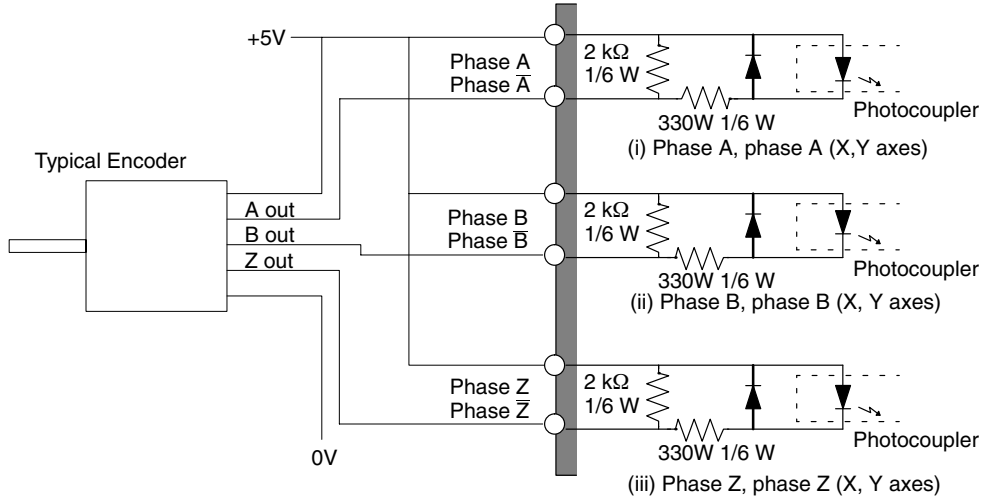 +5V
Phase A
Phase A̅
2 kΩ
1/6 W
330W 1/6 W
Photocoupler
(i) Phase A, phase A (X,Y axes)
Typical Encoder
A out
B out
Z out
Phase B
Phase B̅
2 kΩ
1/6 W
330W 1/6 W
Photocoupler
(ii) Phase B, phase B (X, Y axes)
Phase Z
Phase Z̅
2 kΩ
1/6 W
330W 1/6 W
Photocoupler
0V
(iii) Phase Z, phase Z (X, Y axes)